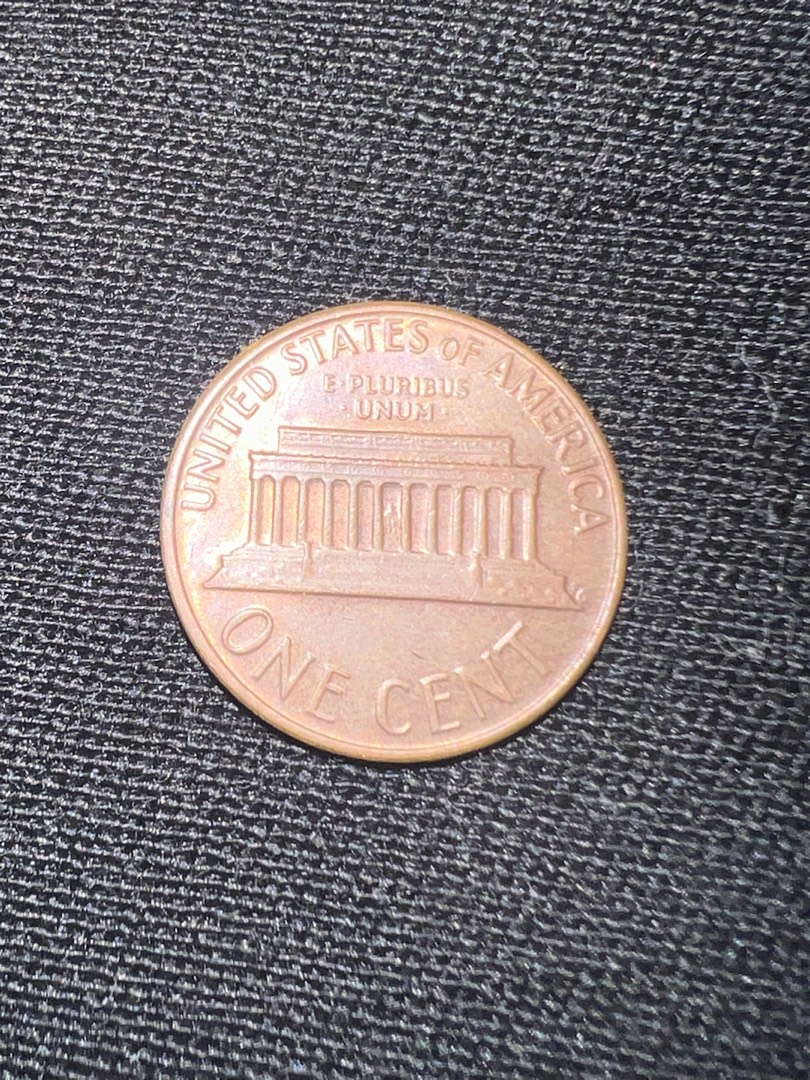 UNITED STATES OF AMERICA
E·PLURIBUS
·UNUM·
ONE CENT